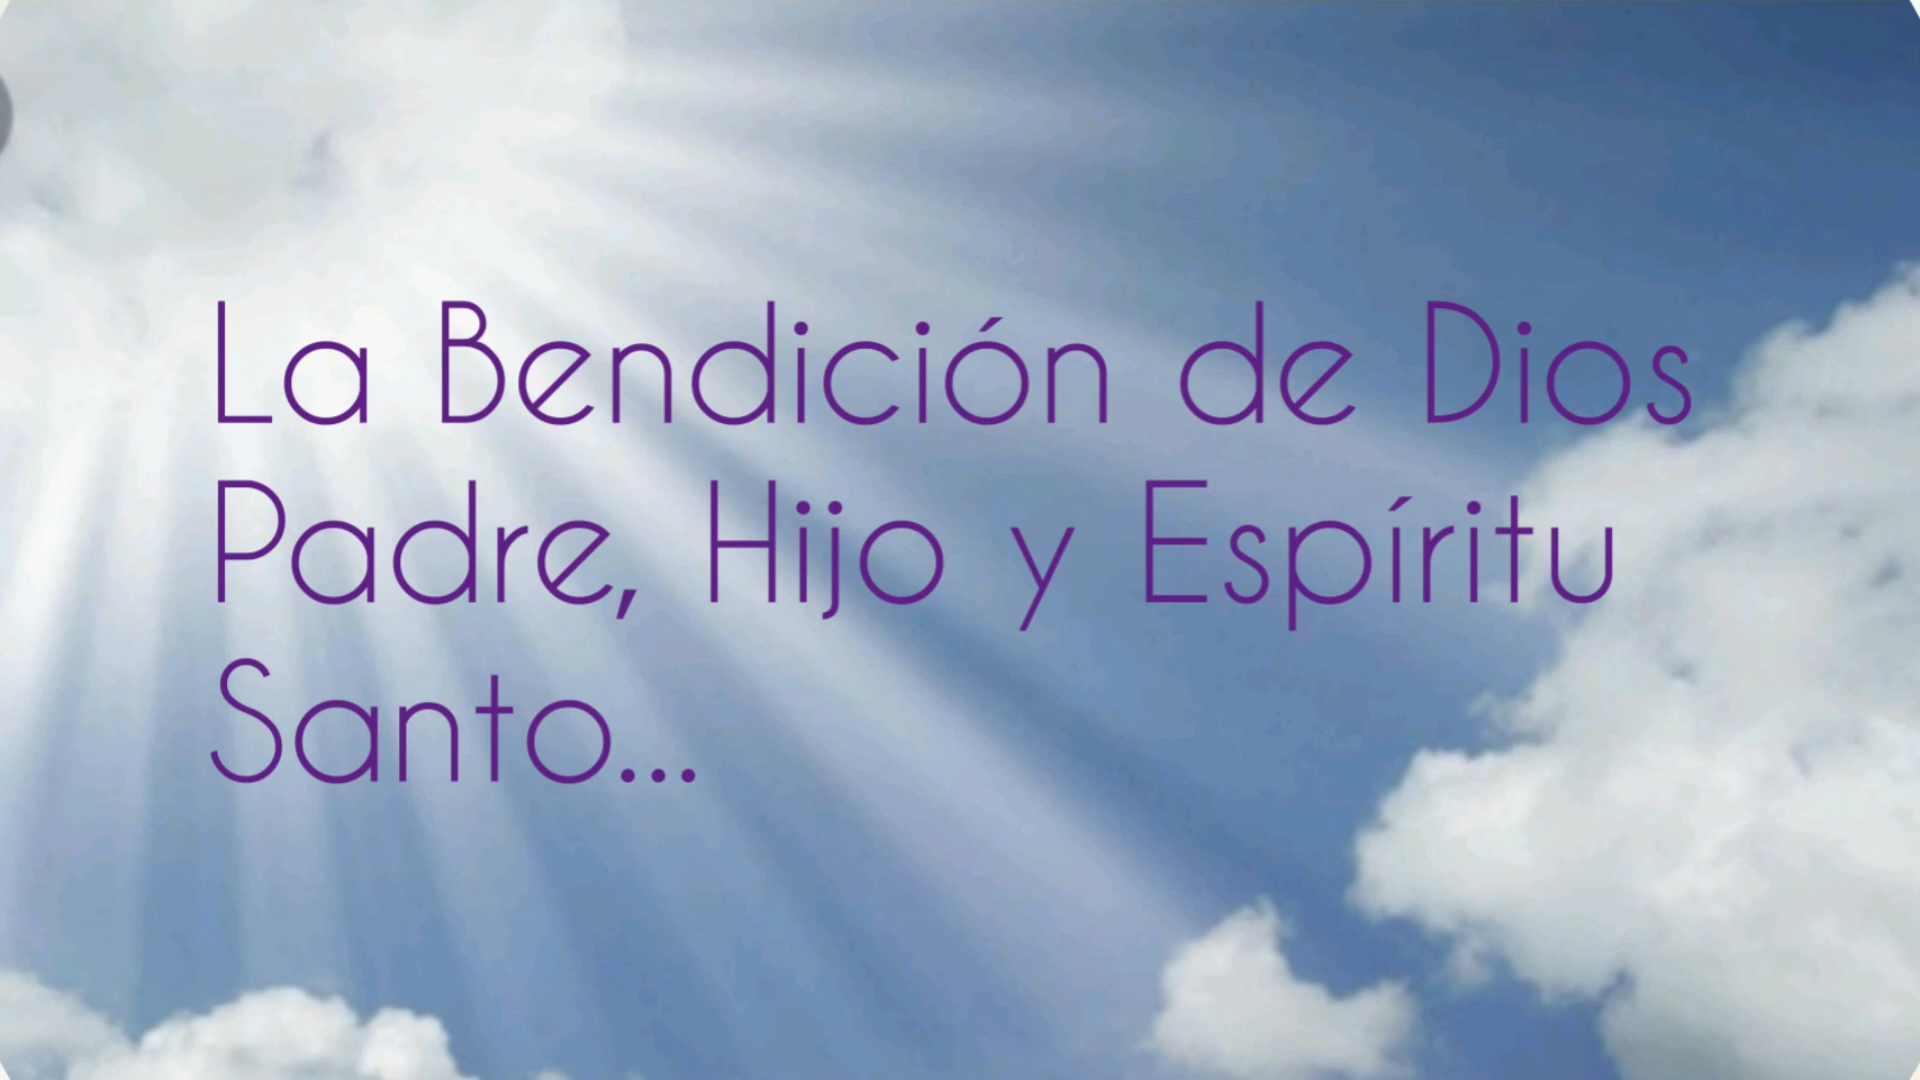 La Bendición de Dios
Padre, Hijo y Espíritu
Santo...